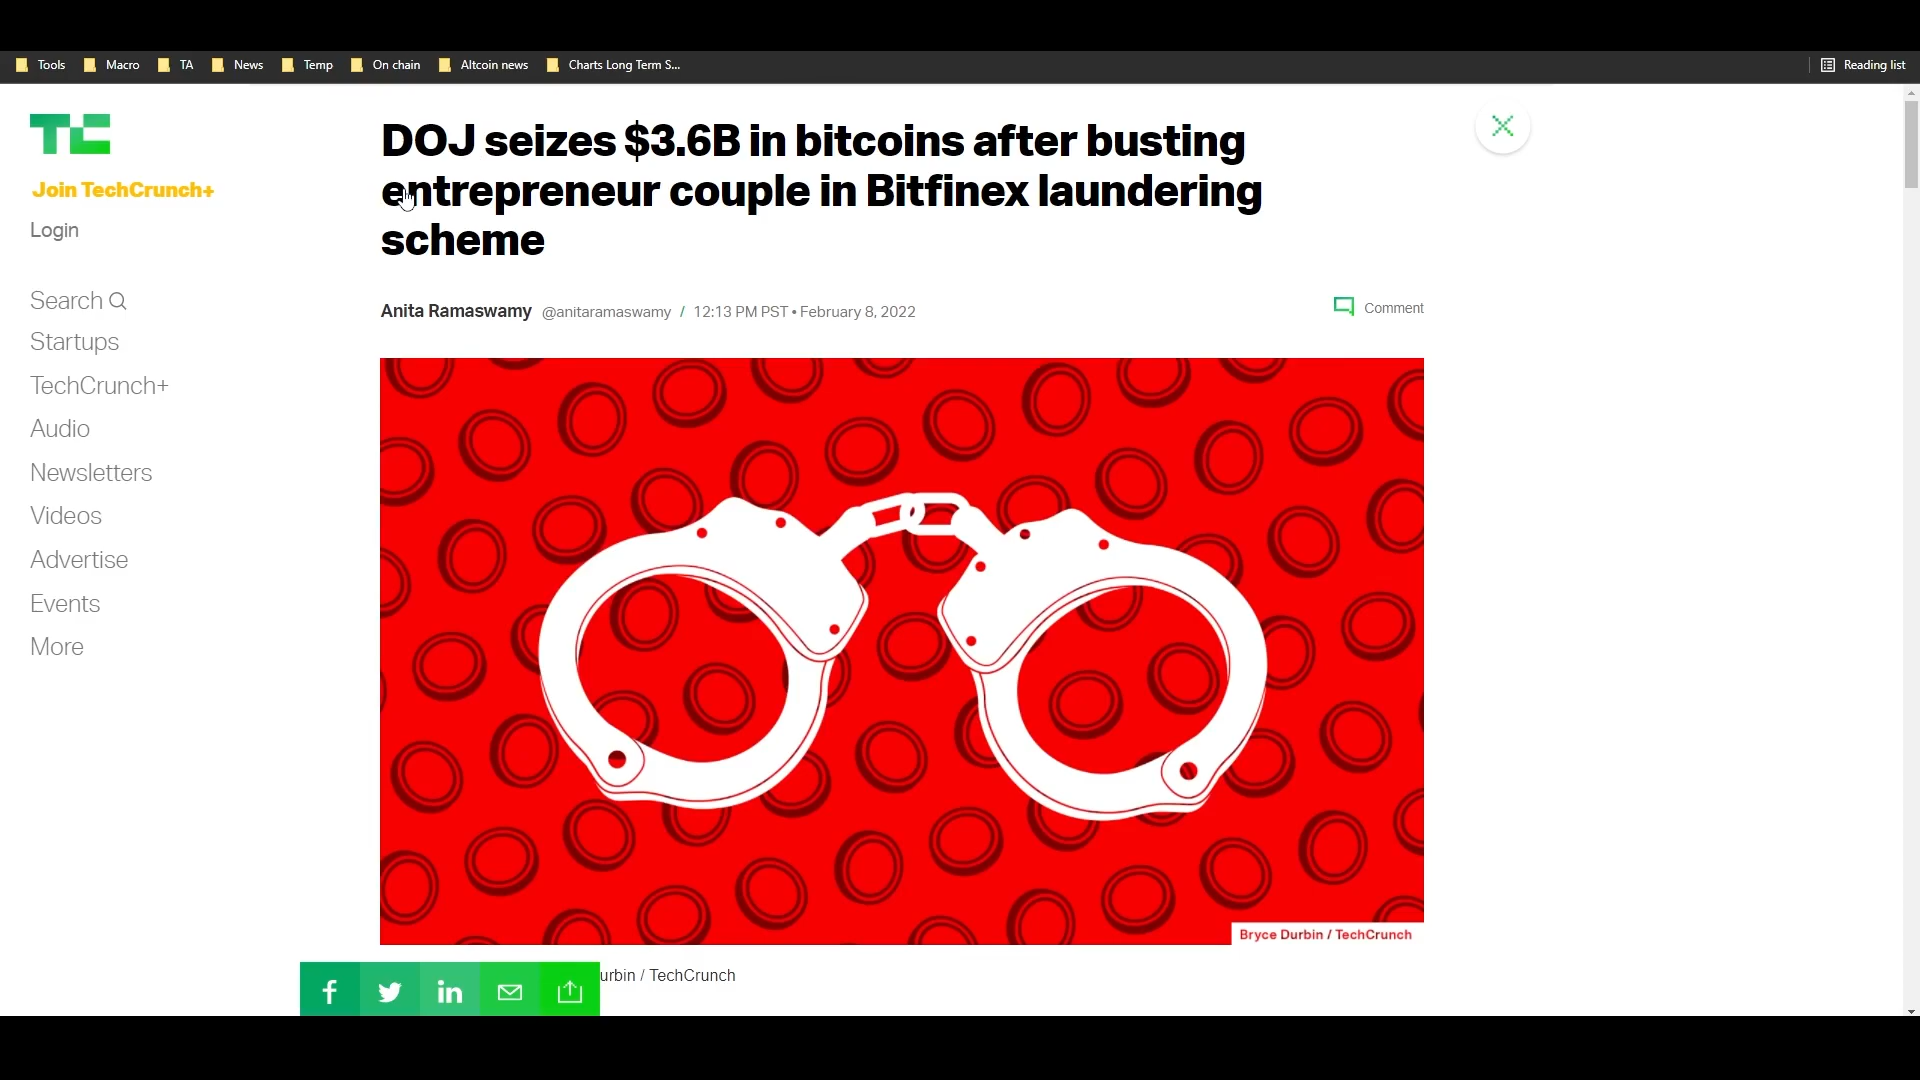 Tools Macro TA News Temp On chain Altcoin news Charts Long Term S... Reading list
TC
Join TechCrunch+
Login
Search
Startups
TechCrunch+
Audio
Newsletters
Videos
Advertise
Events
More
DOJ seizes $3.6B in bitcoins after busting
entrepreneur couple in Bitfinex laundering
scheme
Anita Ramaswamy @anitaramaswamy / 12:13 PM PST • February 8, 2022
Comment
Bryce Durbin / TechCrunch
urbin / TechCrunch